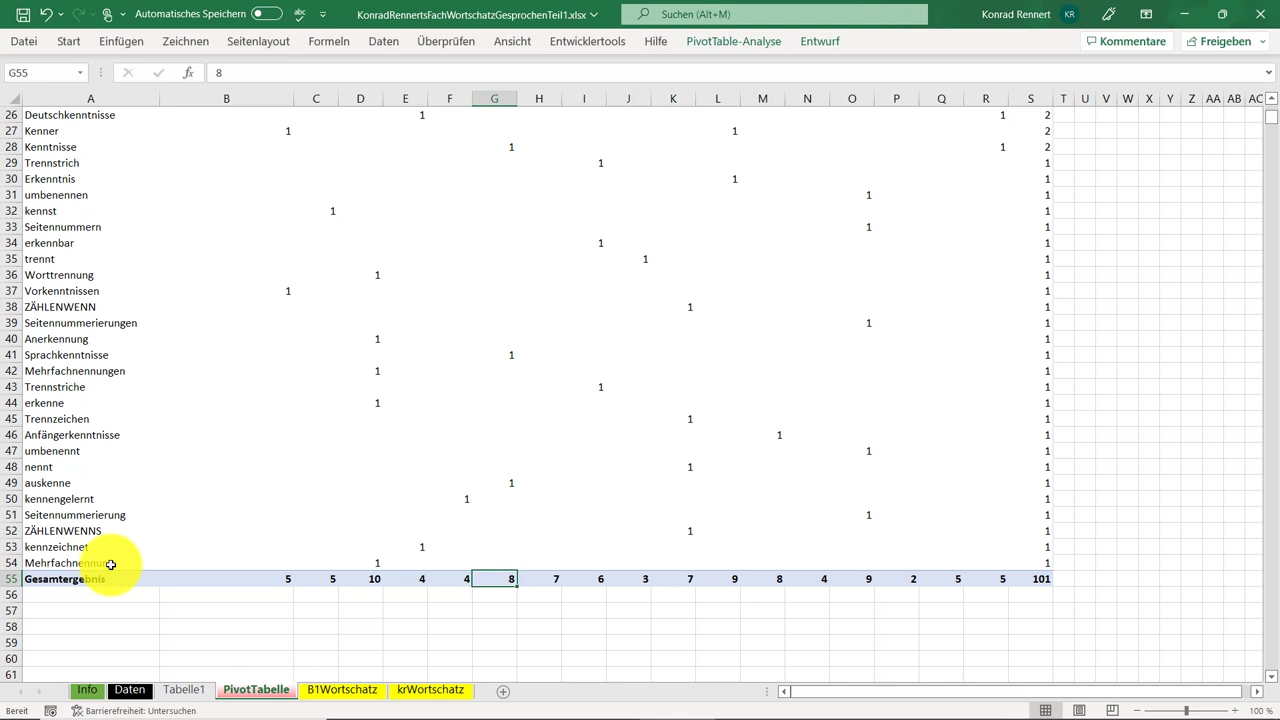 Automatisches Speichern KonradRennertsFachWortschatzGesprochenTeil1.xlsx Suchen (Alt+M) Konrad Rennert KR
Datei Start Einfügen Zeichnen Seitenlayout Formeln Daten Überprüfen Ansicht Entwicklertools Hilfe PivotTable-Analyse Entwurf Kommentare Freigeben
G55 fx 8
A B C D E F G H I J K L M N O P Q R S T U V W X Y Z AA AB AC
26 Deutschkenntnisse 1 1 2
27 Kenner 1 1 2
28 Kenntnisse 1 1 2
29 Trennstrich 1 1
30 Erkenntnis 1 1
31 umbenennen 1 1
32 kennst 1 1
33 Seitennummern 1 1
34 erkennbar 1 1
35 trennt 1 1
36 Worttrennung 1 1
37 Vorkenntnissen 1 1
38 ZÄHLENWENN 1 1
39 Seitennummerierungen 1 1
40 Anerkennung 1 1
41 Sprachkenntnisse 1 1
42 Mehrfachnennungen 1 1
43 Trennstriche 1 1
44 erkenne 1 1
45 Trennzeichen 1 1
46 Anfängerkenntnisse 1 1
47 umbenennt 1 1
48 nennt 1 1
49 auskenne 1 1
50 kennengelernt 1 1
51 Seitennummerierung 1 1
52 ZÄHLENWENNS 1 1
53 kennzeichnet 1 1
54 Mehrfachnennung 1 1
55 Gesamtergebnis 5 5 10 4 4 8 7 6 3 7 9 8 4 9 2 5 5 101
56
57
58
59
60
61
Info Daten Tabelle1 PivotTabelle B1Wortschatz krWortschatz
Bereit Barrierefreiheit: Untersuchen 100 %